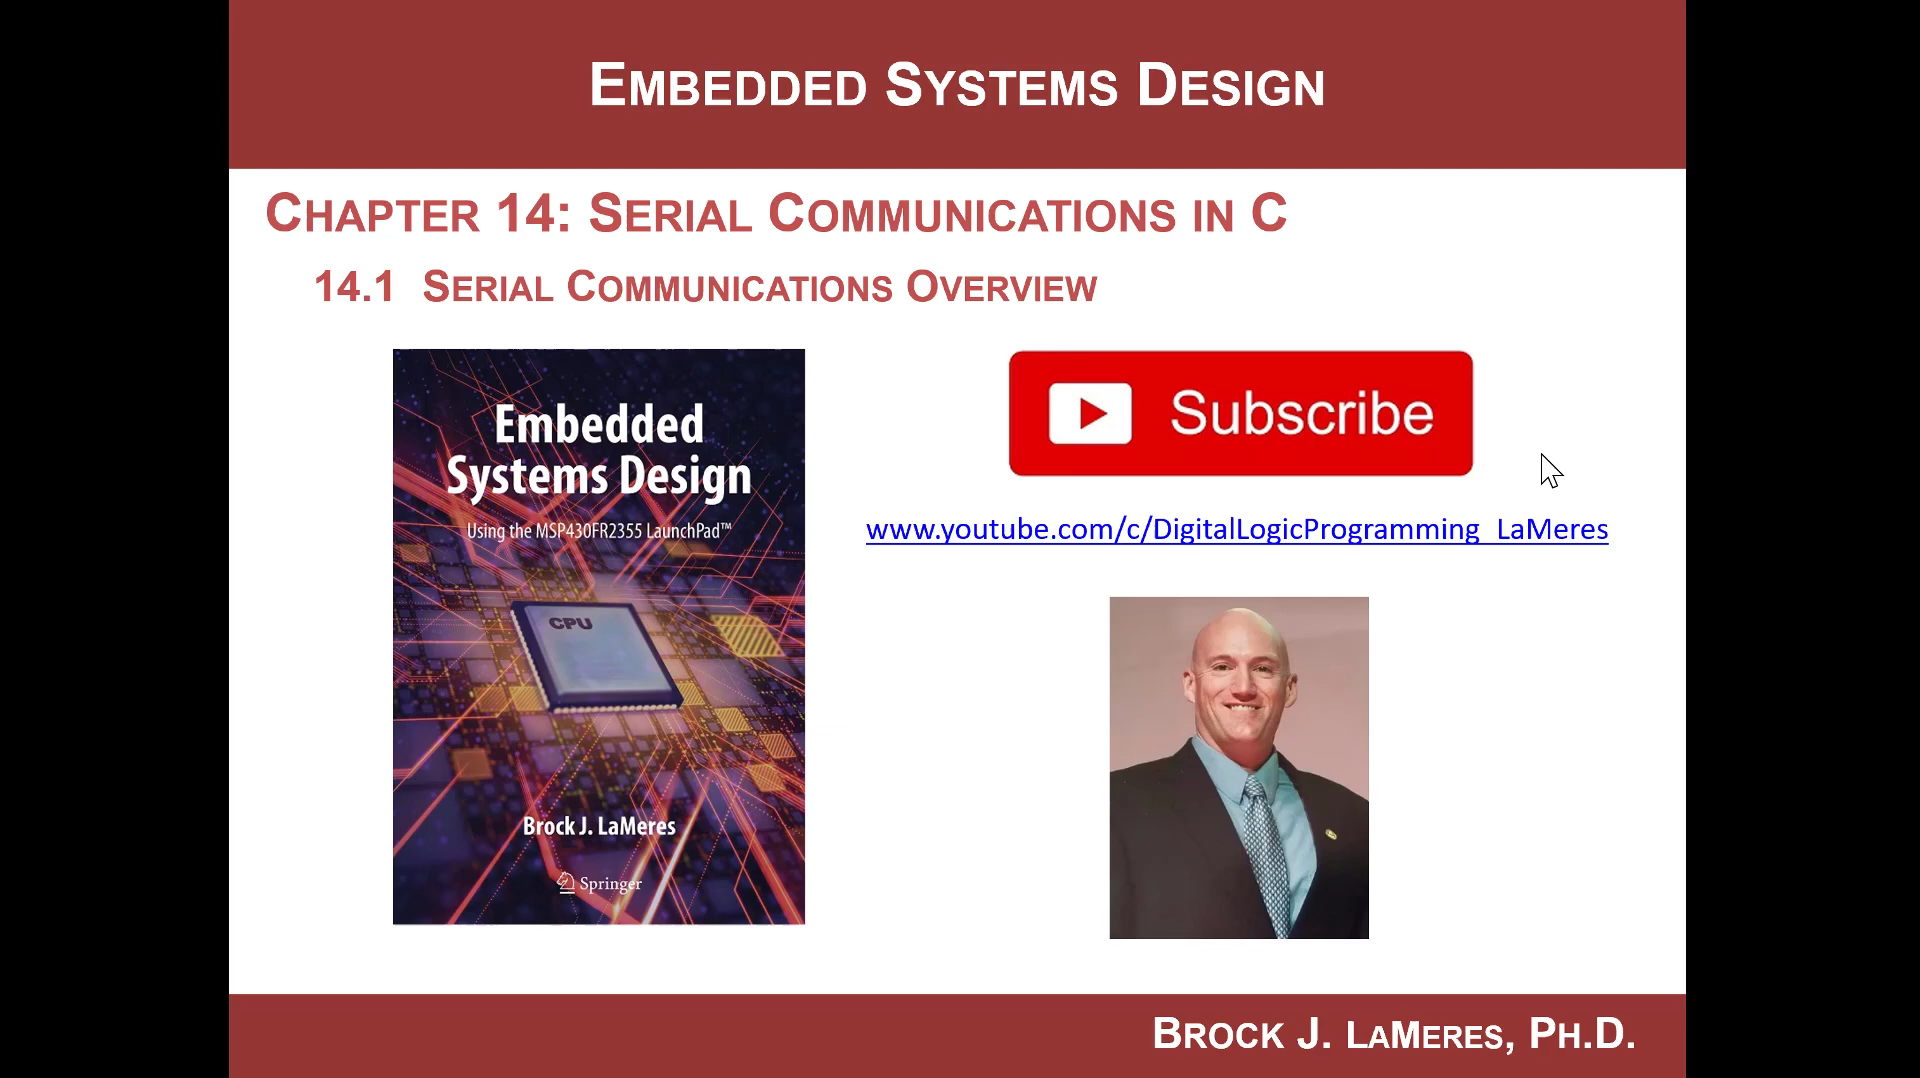 EMBEDDED SYSTEMS DESIGN
CHAPTER 14: SERIAL COMMUNICATIONS IN C
14.1 SERIAL COMMUNICATIONS OVERVIEW
Embedded
Systems Design
Using the MSP430FR2355 LaunchPad™
CPU
Brock J. LaMeres
Springer
Subscribe
www.youtube.com/c/DigitalLogicProgramming_LaMeres
BROCK J. LAMERES, PH.D.